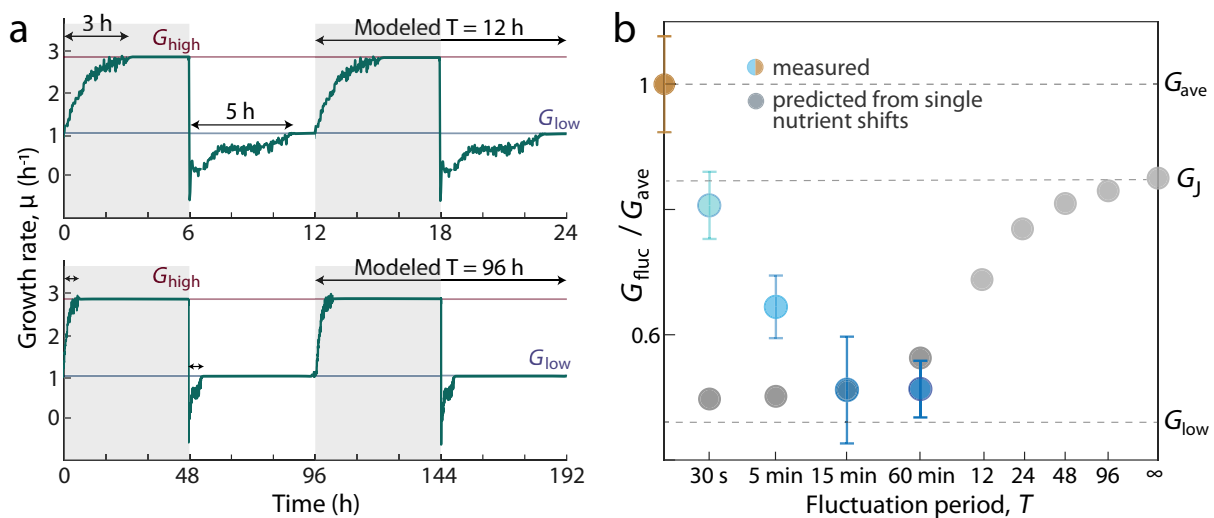 a
Growth rate, μ (h⁻¹)
3 h
G_high
Modeled T = 12 h
5 h
G_low
3
2
1
0
0
6
12
18
24
G_high
Modeled T = 96 h
G_low
3
2
1
0
0
48
96
144
192
Time (h)
b
G_fluc / G_ave
1
0.6
measured
predicted from single
nutrient shifts
G_ave
G_J
G_low
30 s
5 min
15 min
60 min
12
24
48
96
∞
Fluctuation period, T